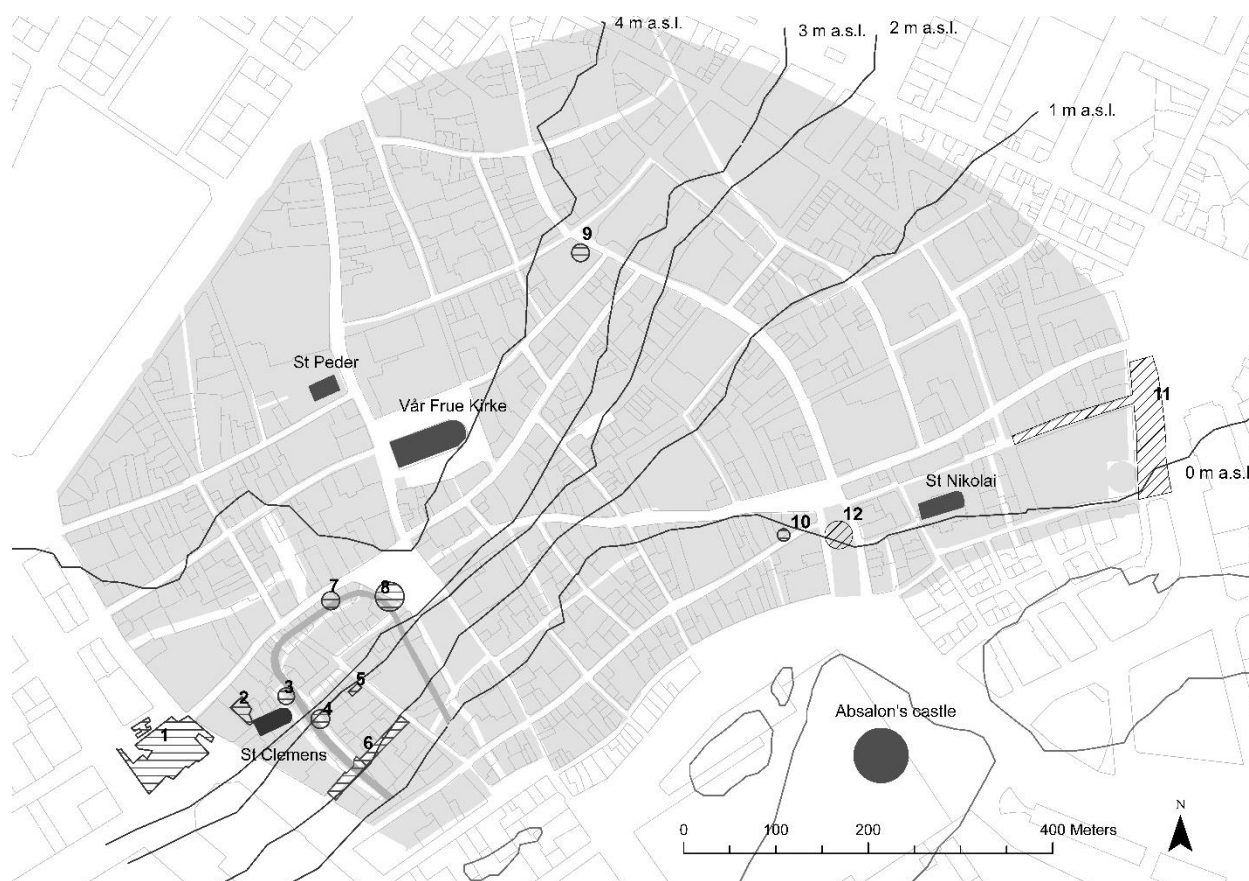 4 m a.s.l.
3 m a.s.l.
2 m a.s.l.
1 m a.s.l.
9
St Peder
Vår Frue Kirke
11
0 m a.s.l
St Nikolai
10
12
7
8
5
3
2
4
1
St Clemens
6
Absalon's castle
N
0 100 200 400 Meters